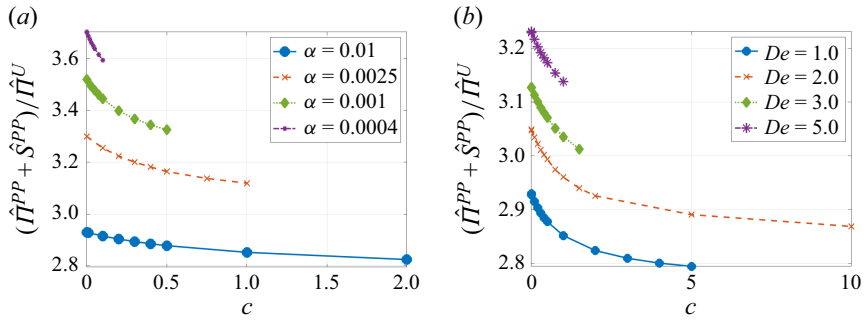 (a)
(Π̂^PP + Ŝ^PP) / Π̂^U
3.6
3.4
3.2
3.0
2.8
0 0.5 1.0 1.5 2.0
c
α = 0.01
α = 0.0025
α = 0.001
α = 0.0004
(b)
(Π̂^PP + Ŝ^PP) / Π̂^U
3.2
3.1
3.0
2.9
2.8
0 5 10
c
De = 1.0
De = 2.0
De = 3.0
De = 5.0